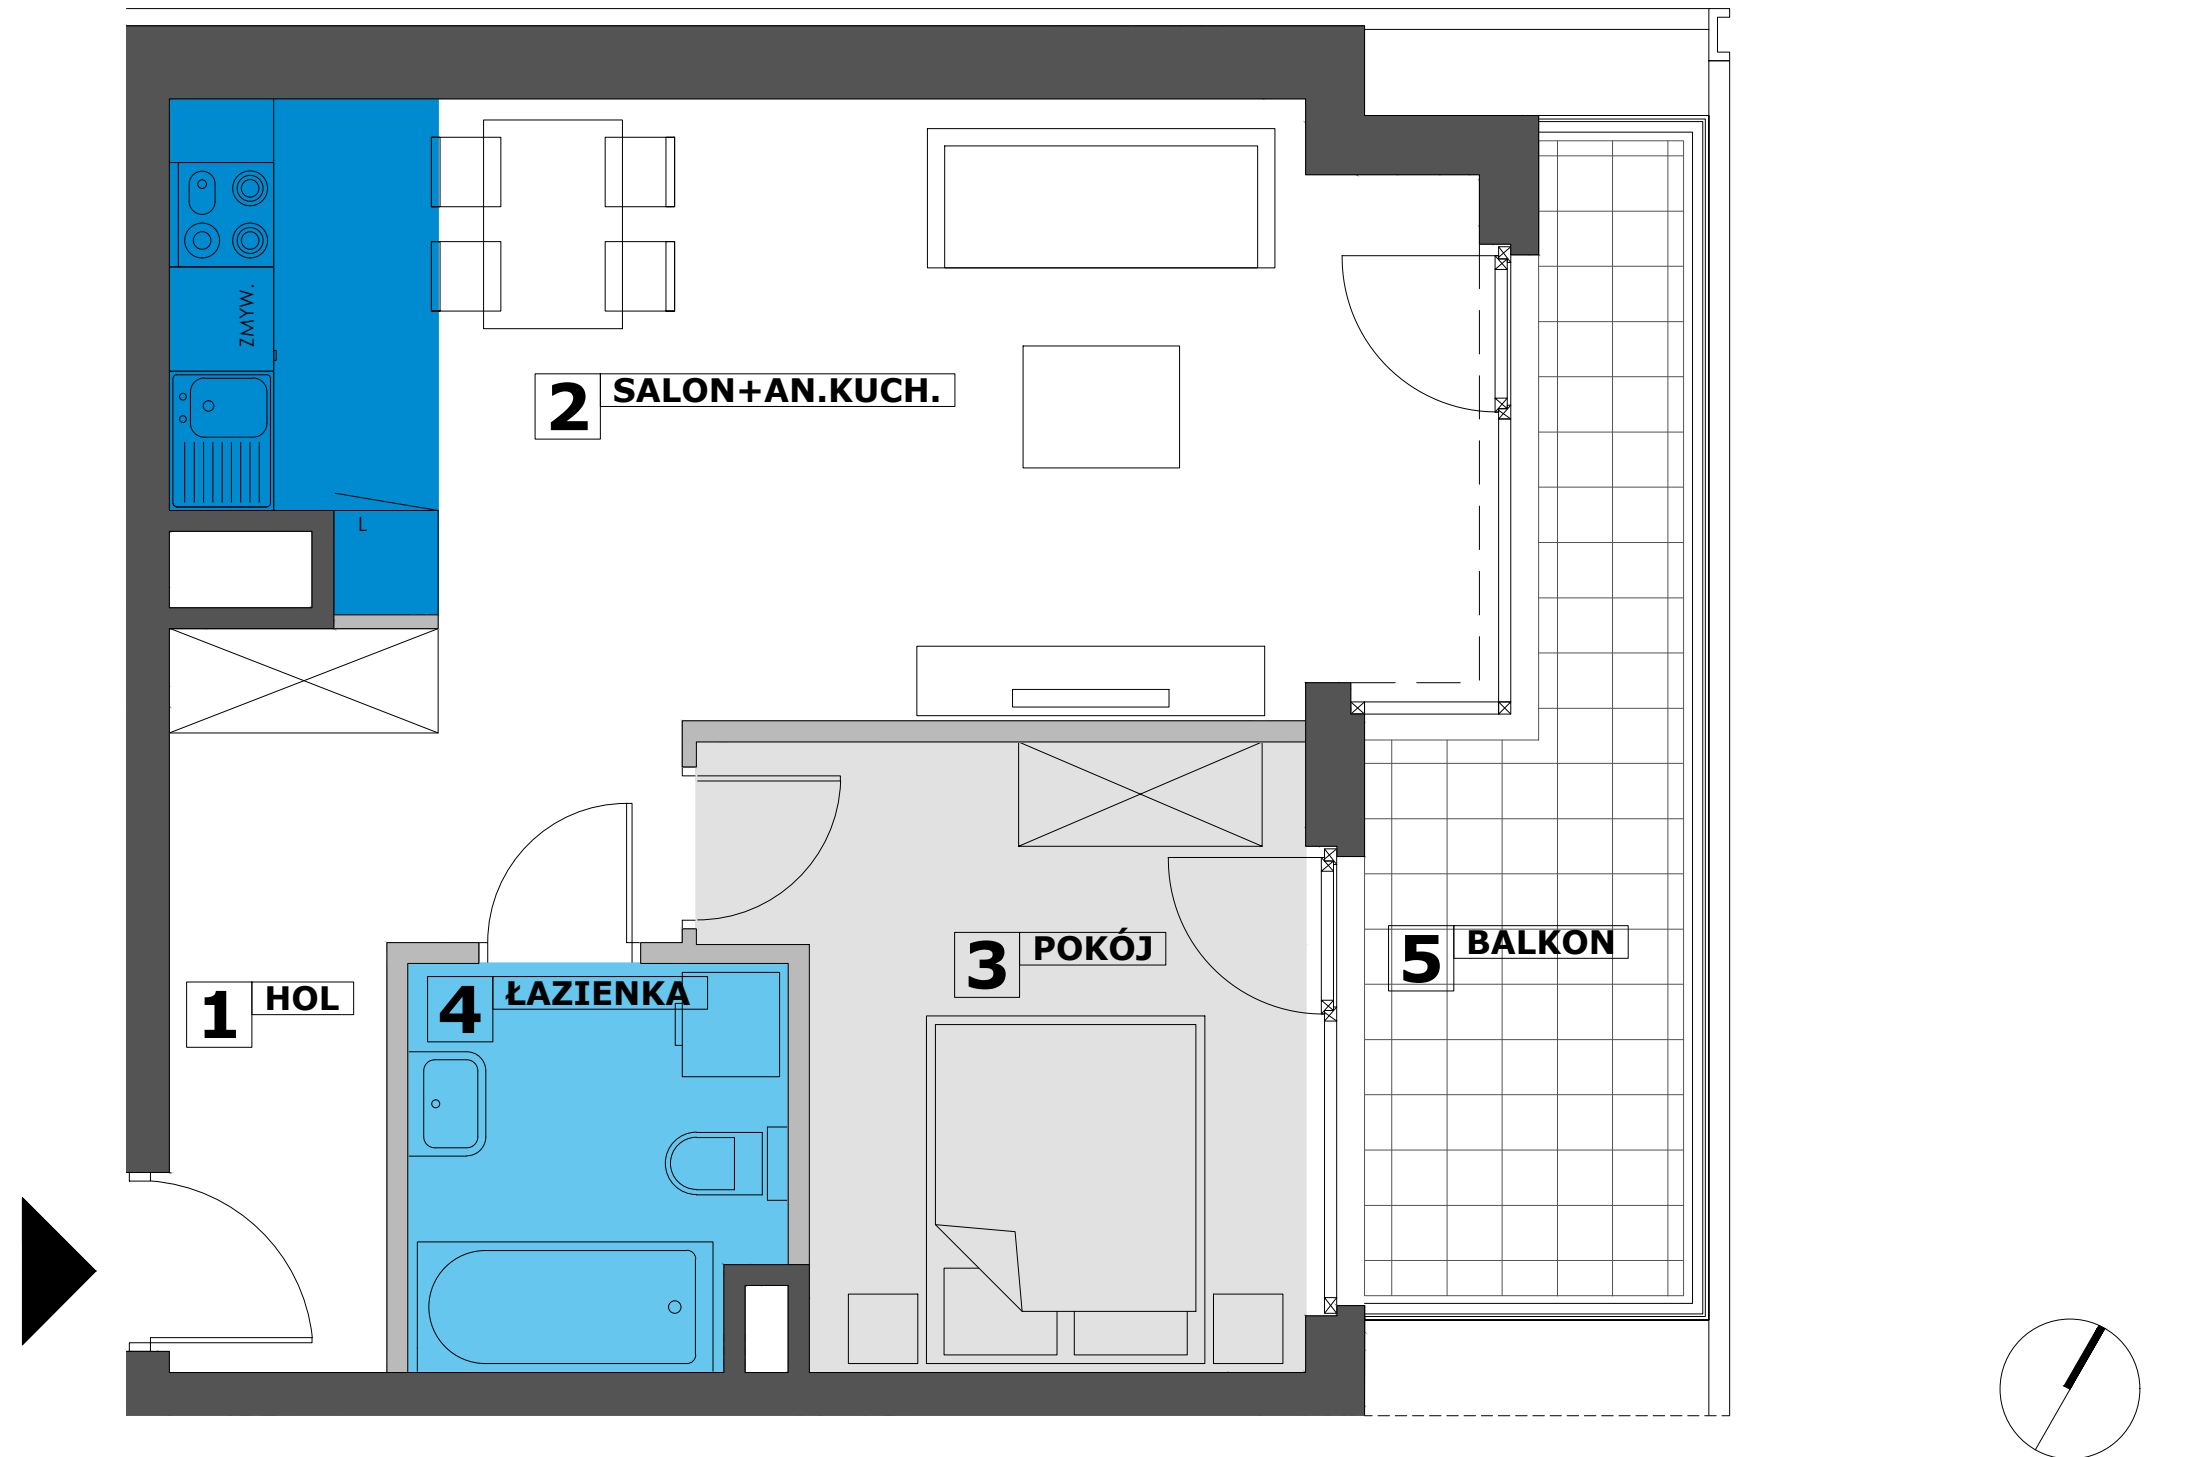 ZMYW.
2 SALON+AN.KUCH.
L
3 POKÓJ
5 BALKON
4 ŁAZIENKA
1 HOL